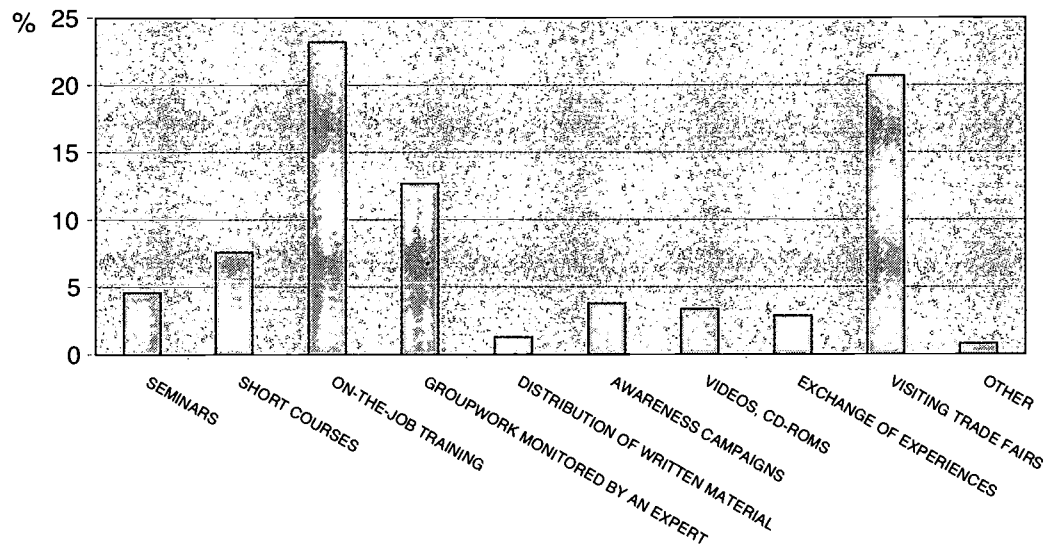 % 25
20
15
10
5
0
SEMINARS
SHORT COURSES
ON-THE-JOB TRAINING
GROUPWORK MONITORED BY AN EXPERT
DISTRIBUTION OF WRITTEN MATERIAL
AWARENESS CAMPAIGNS
VIDEOS, CD-ROMS
EXCHANGE OF EXPERIENCES
VISITING TRADE FAIRS
OTHER